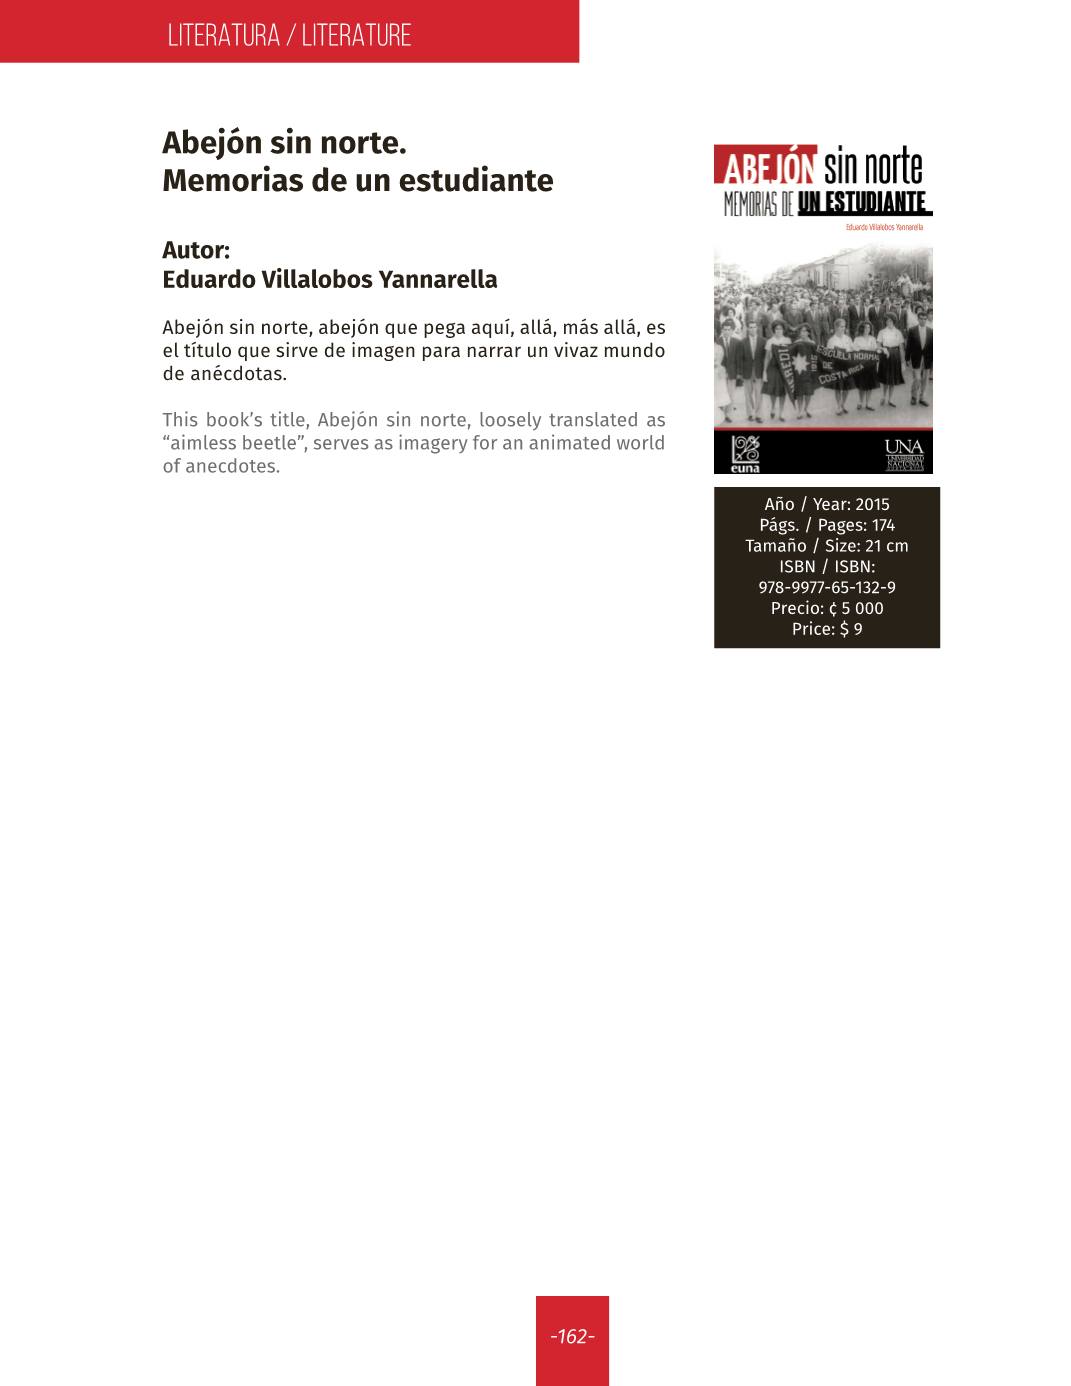 LITERATURA / LITERATURE
Abejón sin norte.
Memorias de un estudiante
Autor:
Eduardo Villalobos Yannarella
Abejón sin norte, abejón que pega aquí, allá, más allá, es
el título que sirve de imagen para narrar un vivaz mundo
de anécdotas.
This book’s title, Abejón sin norte, loosely translated as
“aimless beetle”, serves as imagery for an animated world
of anecdotes.
ABEJÓN sin norte
MEMORIAS DE UN ESTUDIANTE
Eduardo Villalobos Yannarella
HEREDIA
ESCUELA NORMAL
DE
COSTA RICA
euna
UNA
UNIVERSIDAD
NACIONAL
Año / Year: 2015
Págs. / Pages: 174
Tamaño / Size: 21 cm
ISBN / ISBN:
978-9977-65-132-9
Precio: ¢ 5 000
Price: $ 9
-162-